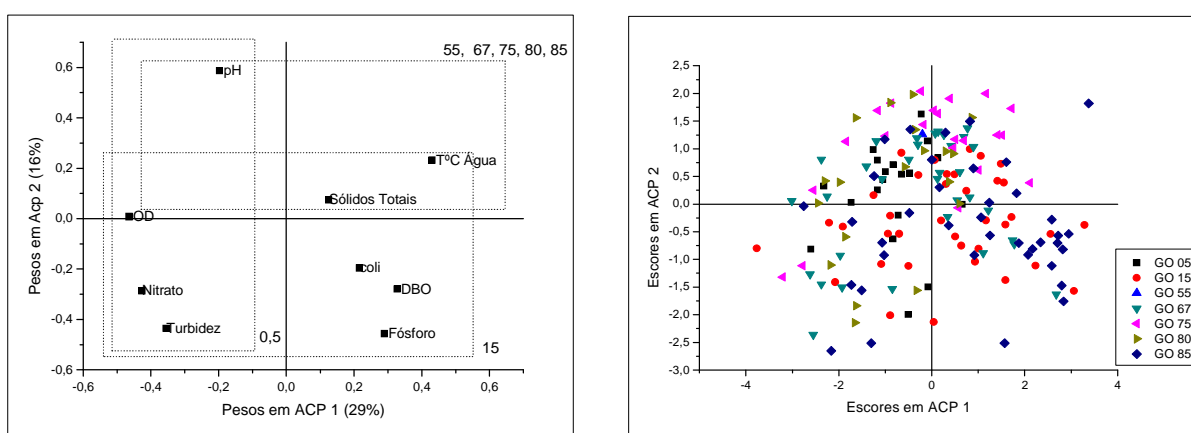 55, 67, 75, 80, 85
0,6
pH
0,4
TºC Água
0,2
Sólidos Totais
0,0
OD
-0,2
coli
Nitrato
DBO
-0,4
Turbidez
Fósforo
0,5
15
-0,6
-0,6 -0,4 -0,2 0,0 0,2 0,4 0,6
Pesos em ACP 1 (29%)
Pesos em Acp 2 (16%)
2,5
2,0
1,5
1,0
0,5
0,0
-0,5
-1,0
-1,5
-2,0
-2,5
-3,0
-4 -2 0 2 4
Escores em ACP 1
Escores em ACP 2
GO 05
GO 15
GO 55
GO 67
GO 75
GO 80
GO 85